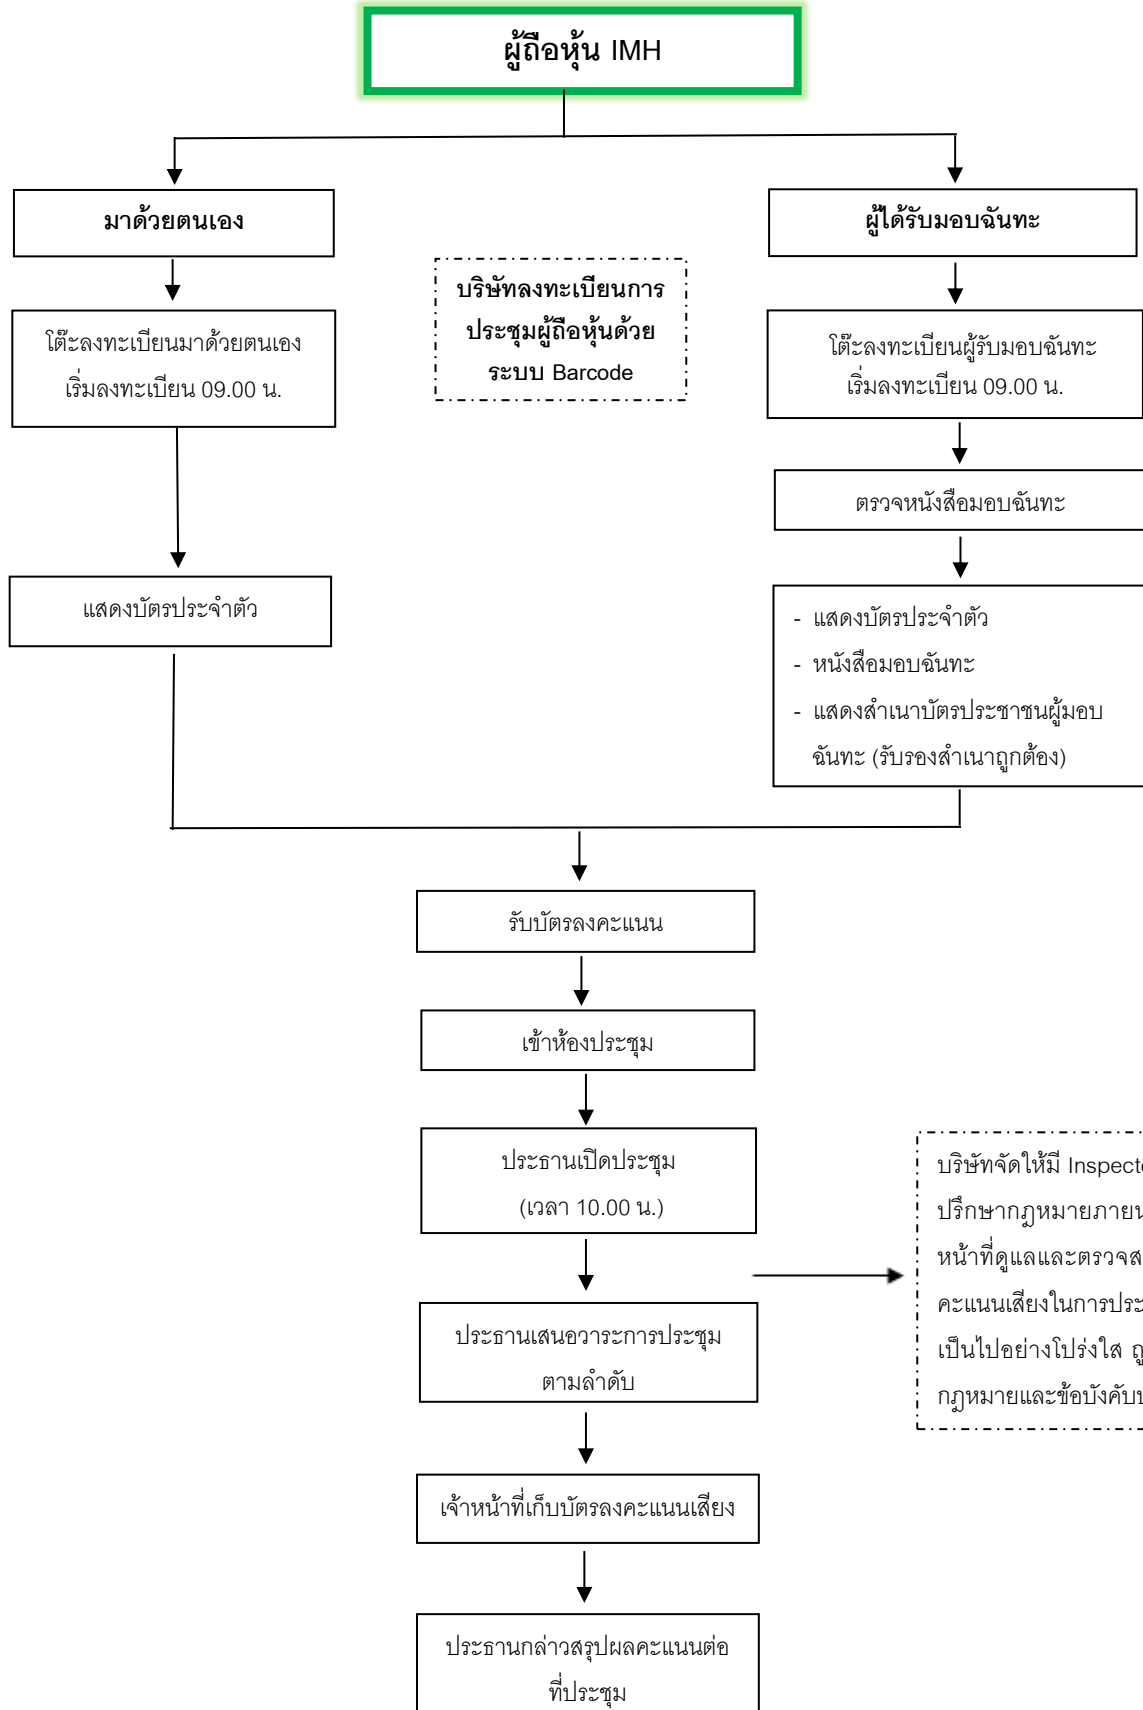 ผู้ถือหุ้น IMH
มาด้วยตนเอง
ผู้ได้รับมอบฉันทะ
บริษัทลงทะเบียนการ
ประชุมผู้ถือหุ้นด้วย
ระบบ Barcode
โต๊ะลงทะเบียนมาด้วยตนเอง
เริ่มลงทะเบียน 09.00 น.
โต๊ะลงทะเบียนผู้รับมอบฉันทะ
เริ่มลงทะเบียน 09.00 น.
ตรวจหนังสือมอบฉันทะ
แสดงบัตรประจำตัว
- แสดงบัตรประจำตัว
- หนังสือมอบฉันทะ
- แสดงสำเนาบัตรประชาชนผู้มอบ
ฉันทะ (รับรองสำเนาถูกต้อง)
รับบัตรลงคะแนน
เข้าห้องประชุม
ประธานเปิดประชุม
(เวลา 10.00 น.)
บริษัทจัดให้มี
ปรึกษากฎหมาย
หน้าที่ดูแลและ
คะแนนเสียงในการ
เป็นไปอย่างโปร่งใส
กฎหมายและข้อบังคับ
ประธานเสนอวาระการประชุม
ตามลำดับ
เจ้าหน้าที่เก็บบัตรลงคะแนนเสียง
ประธานกล่าวสรุปผลคะแนนต่อ
ที่ประชุม